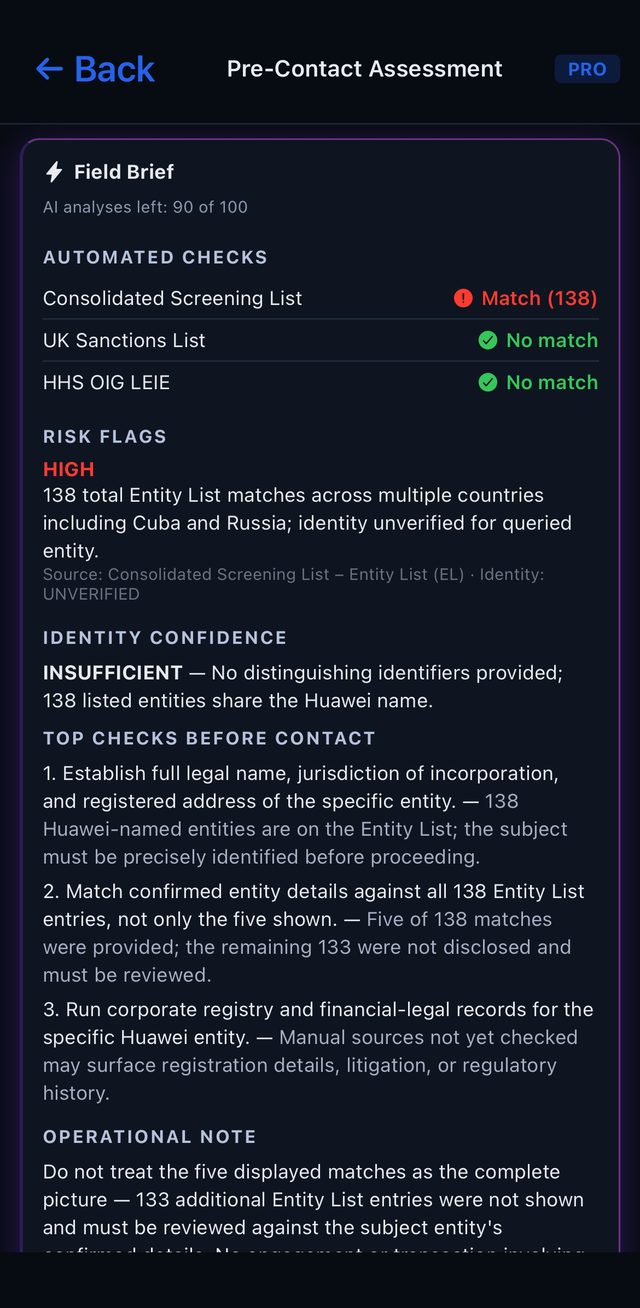 ← Back
Pre-Contact Assessment
PRO
Field Brief
AI analyses left: 90 of 100
AUTOMATED CHECKS
Consolidated Screening List
Match (138)
UK Sanctions List
No match
HHS OIG LEIE
No match
RISK FLAGS
HIGH
138 total Entity List matches across multiple countries
including Cuba and Russia; identity unverified for queried
entity.
Source: Consolidated Screening List – Entity List (EL) · Identity:
UNVERIFIED
IDENTITY CONFIDENCE
INSUFFICIENT — No distinguishing identifiers provided;
138 listed entities share the Huawei name.
TOP CHECKS BEFORE CONTACT
1. Establish full legal name, jurisdiction of incorporation,
and registered address of the specific entity. — 138
Huawei-named entities are on the Entity List; the subject
must be precisely identified before proceeding.
2. Match confirmed entity details against all 138 Entity List
entries, not only the five shown. — Five of 138 matches
were provided; the remaining 133 were not disclosed and
must be reviewed.
3. Run corporate registry and financial-legal records for the
specific Huawei entity. — Manual sources not yet checked
may surface registration details, litigation, or regulatory
history.
OPERATIONAL NOTE
Do not treat the five displayed matches as the complete
picture — 133 additional Entity List entries were not shown
and must be reviewed against the subject entity's